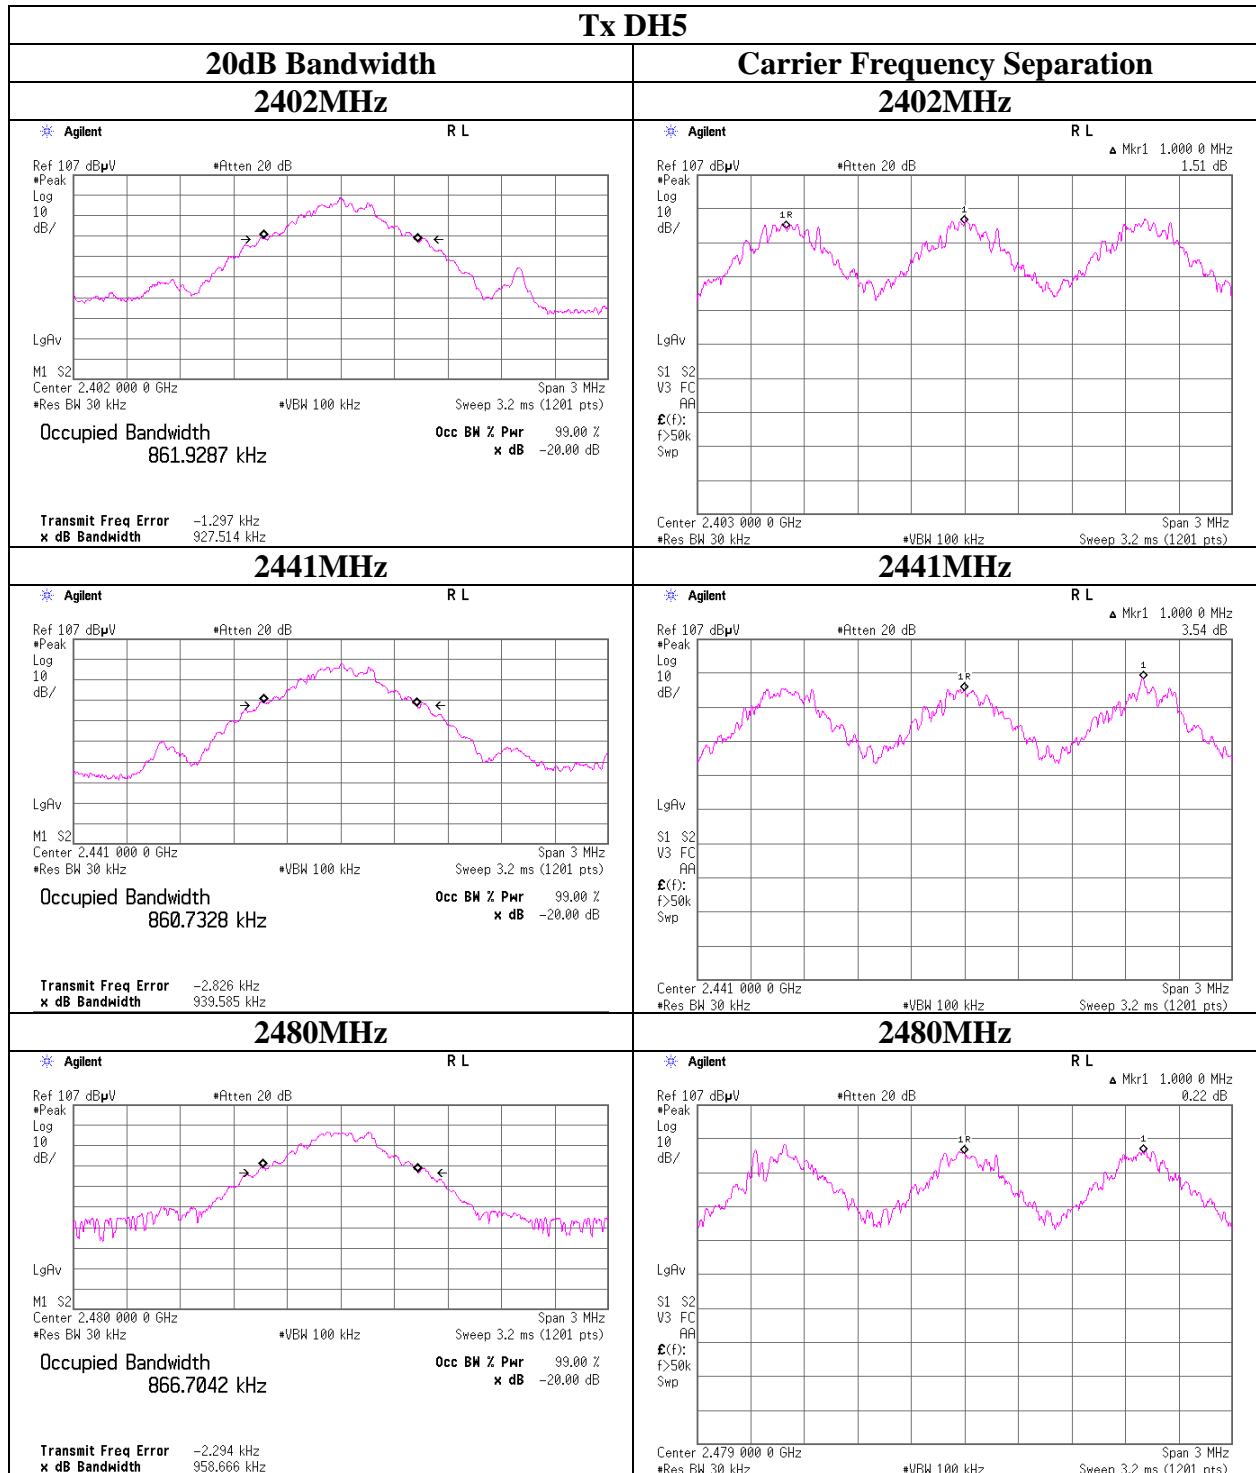 Tx DH5
20dB Bandwidth
Carrier Frequency Separation
2402MHz
2402MHz
Agilent R L
Ref 107 dBµV #Atten 20 dB
#Peak
Log
10
dB/
LgAv
M1 S2
Center 2.402 000 0 GHz Span 3 MHz
#Res BW 30 kHz #VBW 100 kHz Sweep 3.2 ms (1201 pts)
Occupied Bandwidth Occ BW % Pwr 99.00 %
861.9287 kHz x dB -20.00 dB
Transmit Freq Error -1.297 kHz
x dB Bandwidth 927.514 kHz
Agilent R L
Δ Mkr1 1.000 0 MHz
Ref 107 dBµV #Atten 20 dB 1.51 dB
#Peak
Log
10
dB/
1R
1
LgAv
S1 S2
V3 FC
AA
£(f):
f>50k
Swp
Center 2.403 000 0 GHz Span 3 MHz
#Res BW 30 kHz #VBW 100 kHz Sweep 3.2 ms (1201 pts)
2441MHz
2441MHz
Agilent R L
Ref 107 dBµV #Atten 20 dB
#Peak
Log
10
dB/
LgAv
M1 S2
Center 2.441 000 0 GHz Span 3 MHz
#Res BW 30 kHz #VBW 100 kHz Sweep 3.2 ms (1201 pts)
Occupied Bandwidth Occ BW % Pwr 99.00 %
860.7328 kHz x dB -20.00 dB
Transmit Freq Error -2.826 kHz
x dB Bandwidth 939.585 kHz
Agilent R L
Δ Mkr1 1.000 0 MHz
Ref 107 dBµV #Atten 20 dB 3.54 dB
#Peak
Log
10
dB/
1R
1
LgAv
S1 S2
V3 FC
AA
£(f):
f>50k
Swp
Center 2.441 000 0 GHz Span 3 MHz
#Res BW 30 kHz #VBW 100 kHz Sweep 3.2 ms (1201 pts)
2480MHz
2480MHz
Agilent R L
Ref 107 dBµV #Atten 20 dB
#Peak
Log
10
dB/
LgAv
M1 S2
Center 2.480 000 0 GHz Span 3 MHz
#Res BW 30 kHz #VBW 100 kHz Sweep 3.2 ms (1201 pts)
Occupied Bandwidth Occ BW % Pwr 99.00 %
866.7042 kHz x dB -20.00 dB
Transmit Freq Error -2.294 kHz
x dB Bandwidth 958.666 kHz
Agilent R L
Δ Mkr1 1.000 0 MHz
Ref 107 dBµV #Atten 20 dB 0.22 dB
#Peak
Log
10
dB/
1R
1
LgAv
S1 S2
V3 FC
AA
£(f):
f>50k
Swp
Center 2.479 000 0 GHz Span 3 MHz
#Res BW 30 kHz #VBW 100 kHz Sweep 3.2 ms (1201 pts)